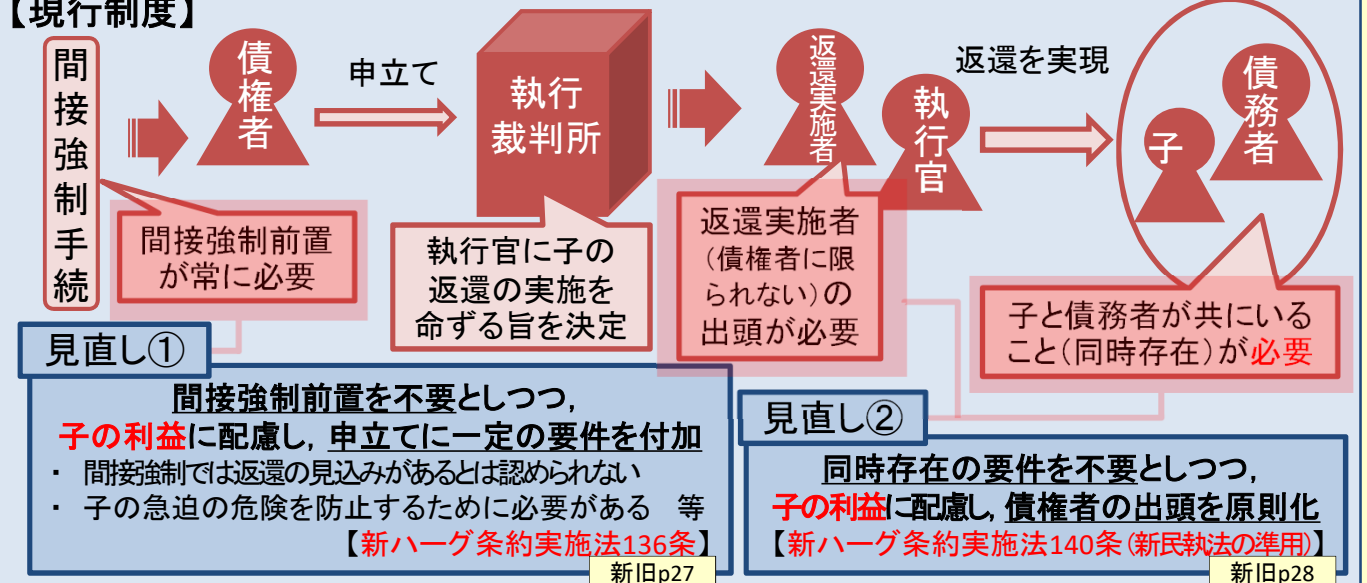 【現行制度】
間接強制手続
債権者
申立て
執行
裁判所
返還実施者
執行官
返還を実現
子
債務者
間接強制前置
が常に必要
執行官に子の
返還の実施を
命ずる旨を決定
返還実施者
(債権者に限
られない)の
出頭が必要
子と債務者が共にいる
こと(同時存在)が必要
見直し①
間接強制前置を不要としつつ,
子の利益に配慮し, 申立てに一定の要件を付加
・ 間接強制では返還の見込みがあるとは認められない
・ 子の急迫の危険を防止するために必要がある 等
【新ハーグ条約実施法136条】
新旧p27
見直し②
同時存在の要件を不要としつつ,
子の利益に配慮し, 債権者の出頭を原則化
【新ハーグ条約実施法140条(新民執法の準用)】
新旧p28